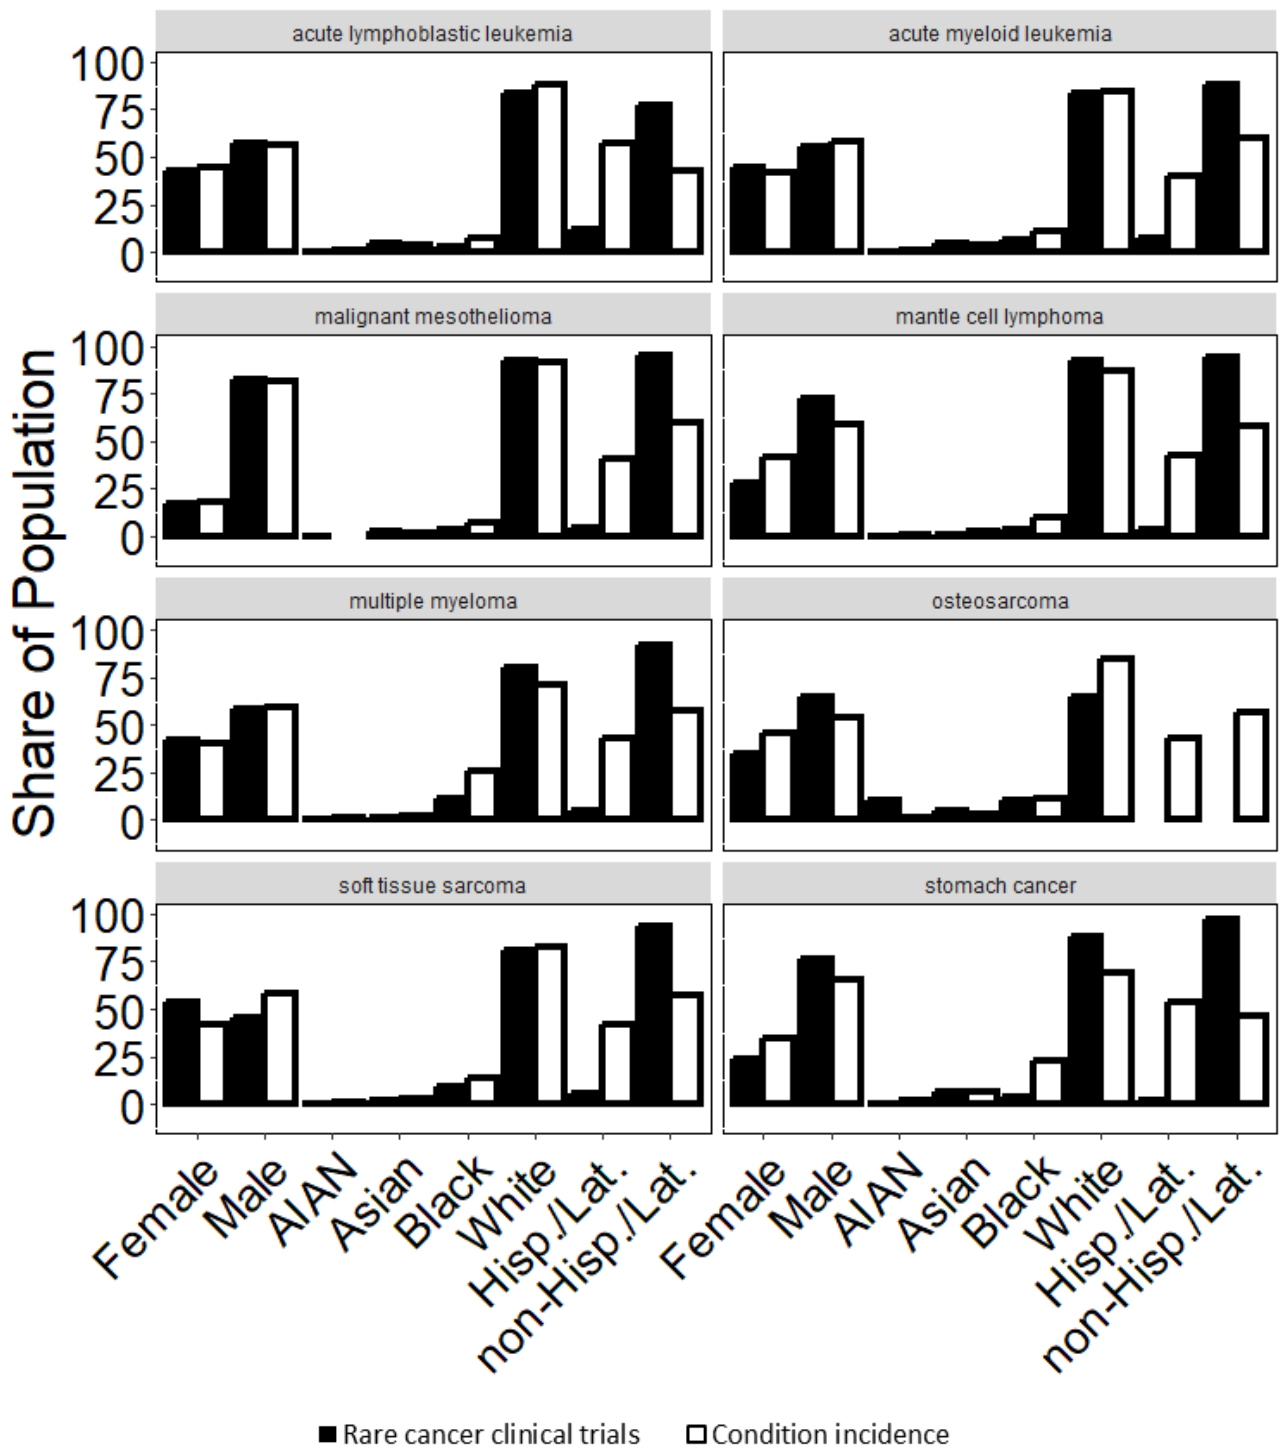 acute lymphoblastic leukemia
acute myeloid leukemia
100
75
50
25
0
malignant mesothelioma
mantle cell lymphoma
100
75
50
25
0
Share of Population
multiple myeloma
osteosarcoma
100
75
50
25
0
soft tissue sarcoma
stomach cancer
100
75
50
25
0
Female
Male
AIAN
Asian
Black
White
Hisp./Lat.
non-Hisp./Lat.
Female
Male
AIAN
Asian
Black
White
Hisp./Lat.
non-Hisp./Lat.
Rare cancer clinical trials
Condition incidence